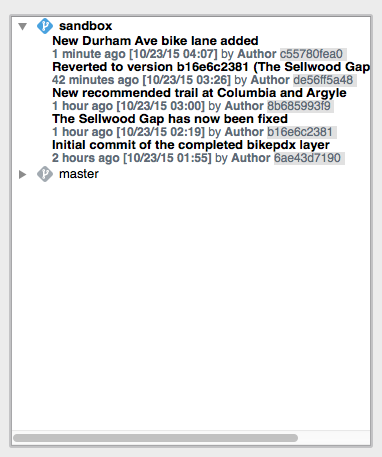 sandbox
New Durham Ave bike lane added
1 minute ago [10/23/15 04:07] by Author c55780fea0
Reverted to version b16e6c2381 (The Sellwood Gap
42 minutes ago [10/23/15 03:26] by Author de56ff5a48
New recommended trail at Columbia and Argyle
1 hour ago [10/23/15 03:00] by Author 8b685993f9
The Sellwood Gap has now been fixed
1 hour ago [10/23/15 02:19] by Author b16e6c2381
Initial commit of the completed bikepdx layer
2 hours ago [10/23/15 01:55] by Author 6ae43d7190
master